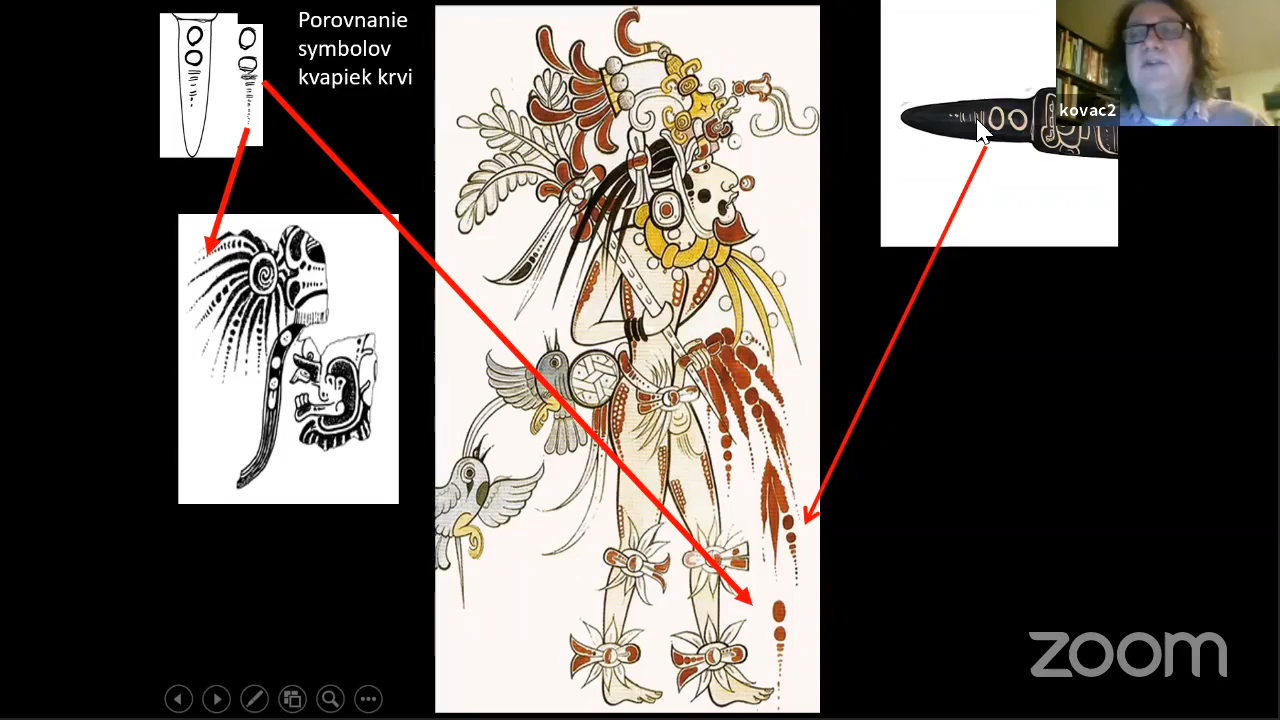 Porovnanie
symbolov
kvapiek krvi
kovac2
zoom